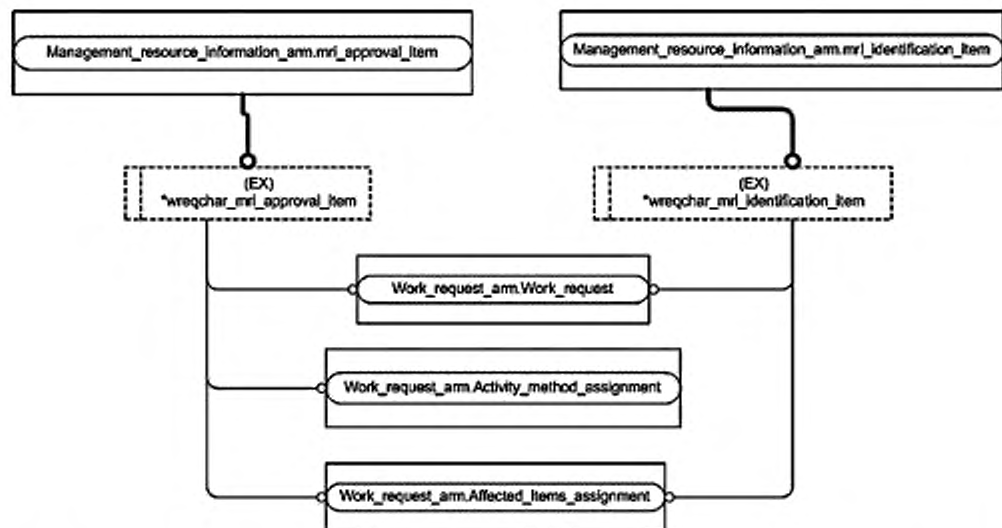 Management_resource_information_arm.mri_approval_item
Management_resource_information_arm.mri_identification_item
(EX)
*wreqchar_mri_approval_item
(EX)
*wreqchar_mri_identification_item
Work_request_arm.Work_request
Work_request_arm.Activity_method_assignment
Work_request_arm.Affected_items_assignment